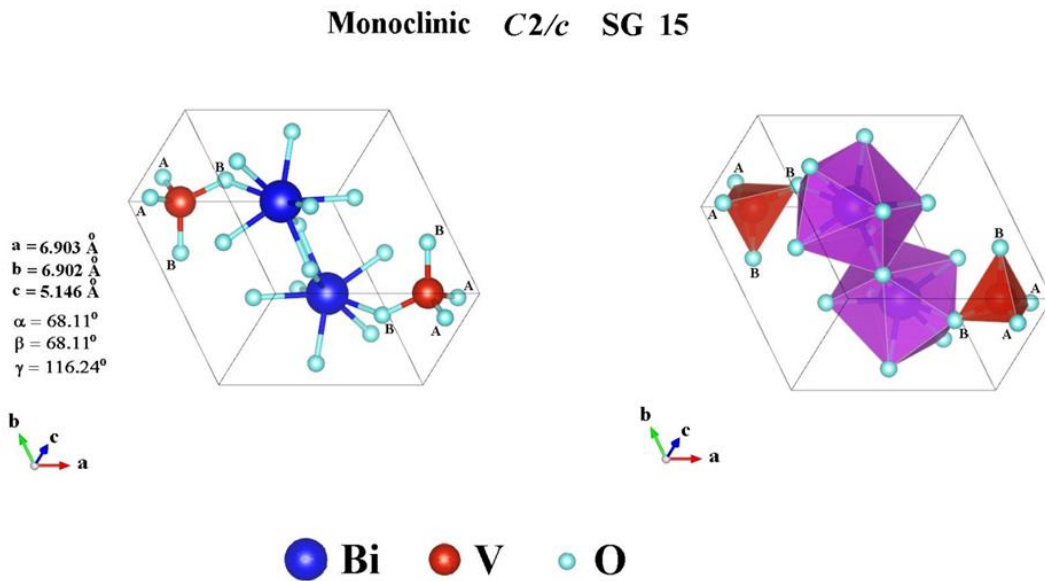 Monoclinic C2/c SG 15
A
B
A
B
B
A
B
A
a = 6.903 Å
b = 6.902 Å
c = 5.146 Å
α = 68.11°
β = 68.11°
γ = 116.24°
b
c
a
A
B
A
B
B
A
B
A
b
c
a
Bi V O